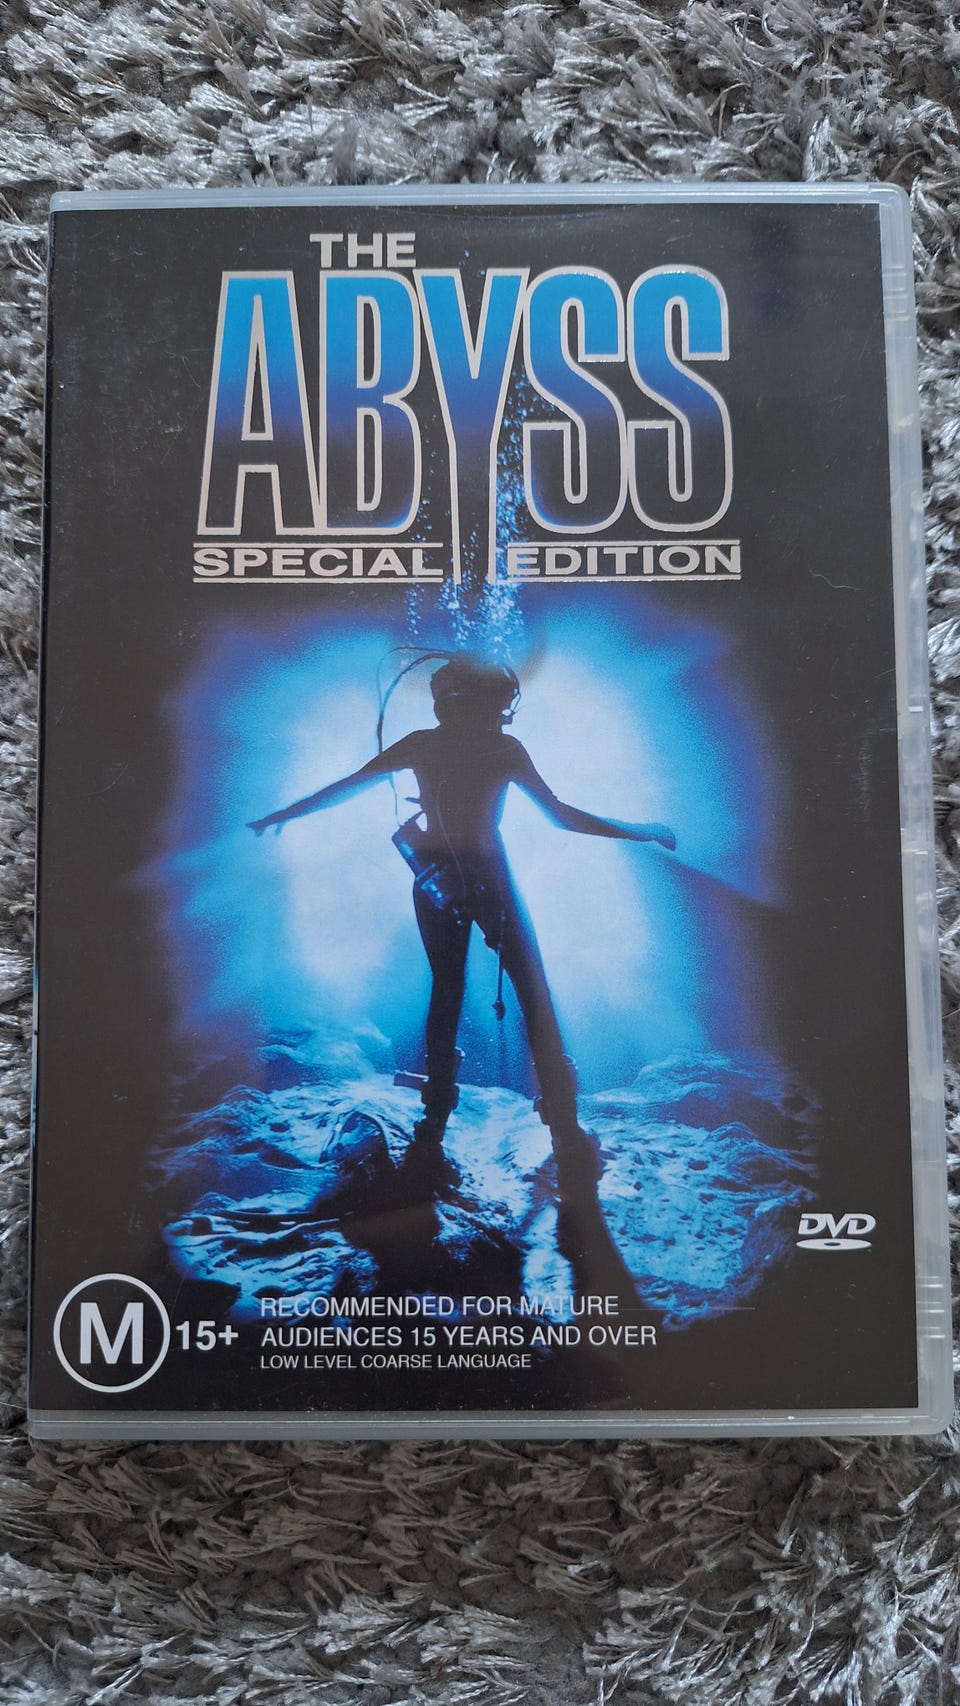 THE
ABYSS
SPECIAL EDITION
DVD
M 15+
RECOMMENDED FOR MATURE
AUDIENCES 15 YEARS AND OVER
LOW LEVEL COARSE LANGUAGE